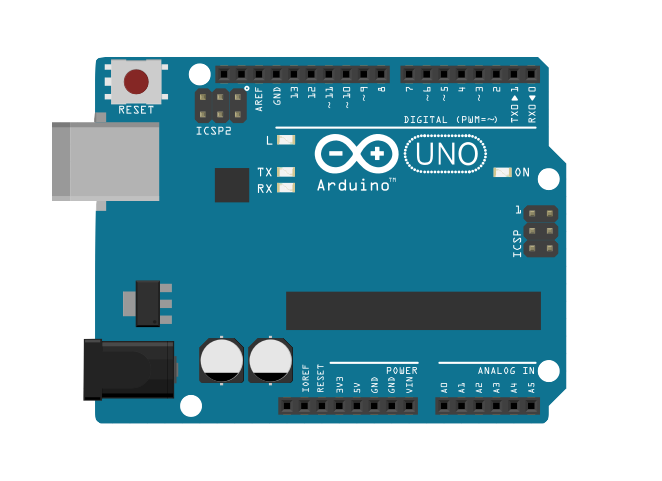 RESET
ICSP2
AREF
GND
13
12
~11
~10
~9
8
7
~6
~5
4
~3
2
TX0▶1
RX0◀0
DIGITAL (PWM=~)
L
TX
RX
UNO
Arduino™
ON
1
ICSP
POWER
ANALOG IN
IOREF
RESET
3V3
5V
GND
GND
VIN
A0
A1
A2
A3
A4
A5